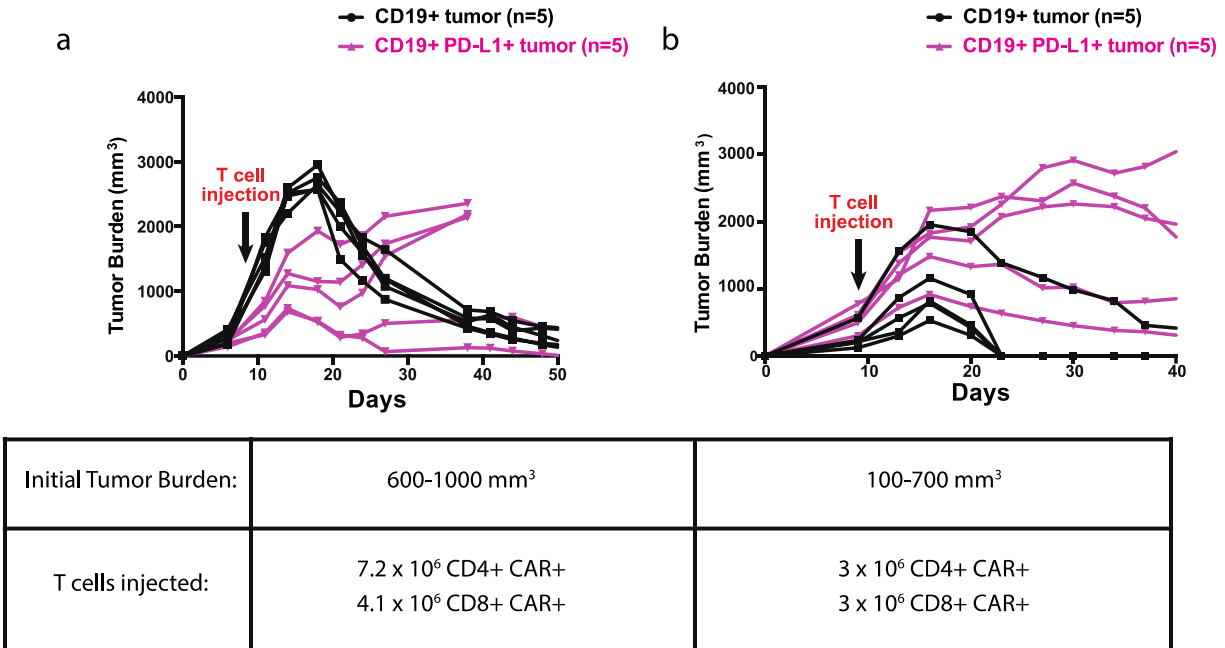 a
CD19+ tumor (n=5)
CD19+ PD-L1+ tumor (n=5)
Tumor Burden (mm³)
4000
3000
2000
1000
0
T cell
injection
0 10 20 30 40 50
Days
b
CD19+ tumor (n=5)
CD19+ PD-L1+ tumor (n=5)
Tumor Burden (mm³)
4000
3000
2000
1000
0
T cell
injection
0 10 20 30 40
Days
Initial Tumor Burden: 600-1000 mm³ 100-700 mm³
T cells injected:
7.2 x 10⁶ CD4+ CAR+
4.1 x 10⁶ CD8+ CAR+
3 x 10⁶ CD4+ CAR+
3 x 10⁶ CD8+ CAR+